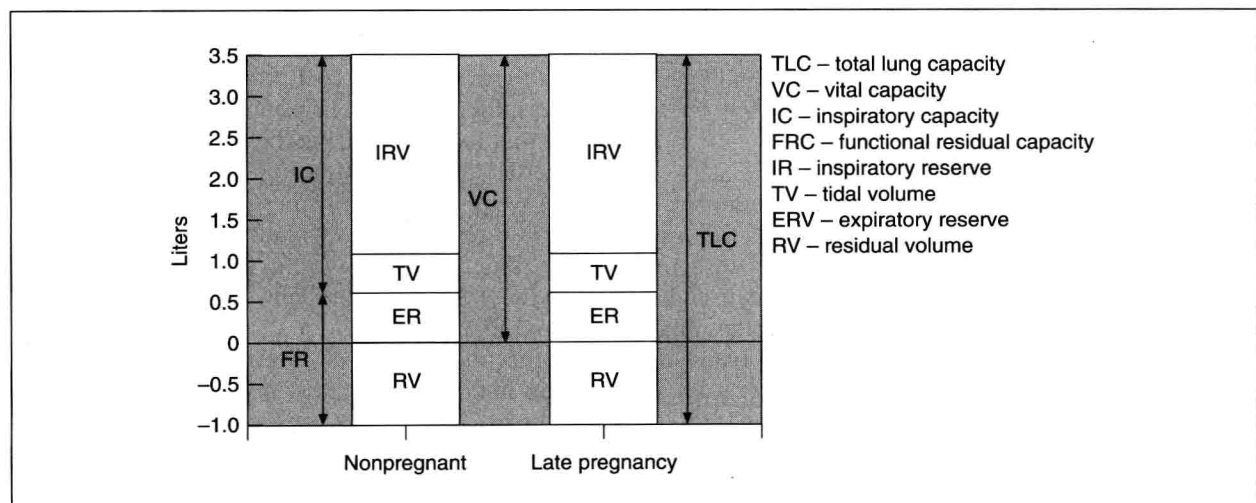 3.5
3.0
2.5
2.0
1.5
1.0
0.5
0
–0.5
–1.0
Liters
IC
FR
IRV
TV
ER
RV
VC
IRV
TV
ER
RV
TLC
Nonpregnant
Late pregnancy
TLC – total lung capacity
VC – vital capacity
IC – inspiratory capacity
FRC – functional residual capacity
IR – inspiratory reserve
TV – tidal volume
ERV – expiratory reserve
RV – residual volume